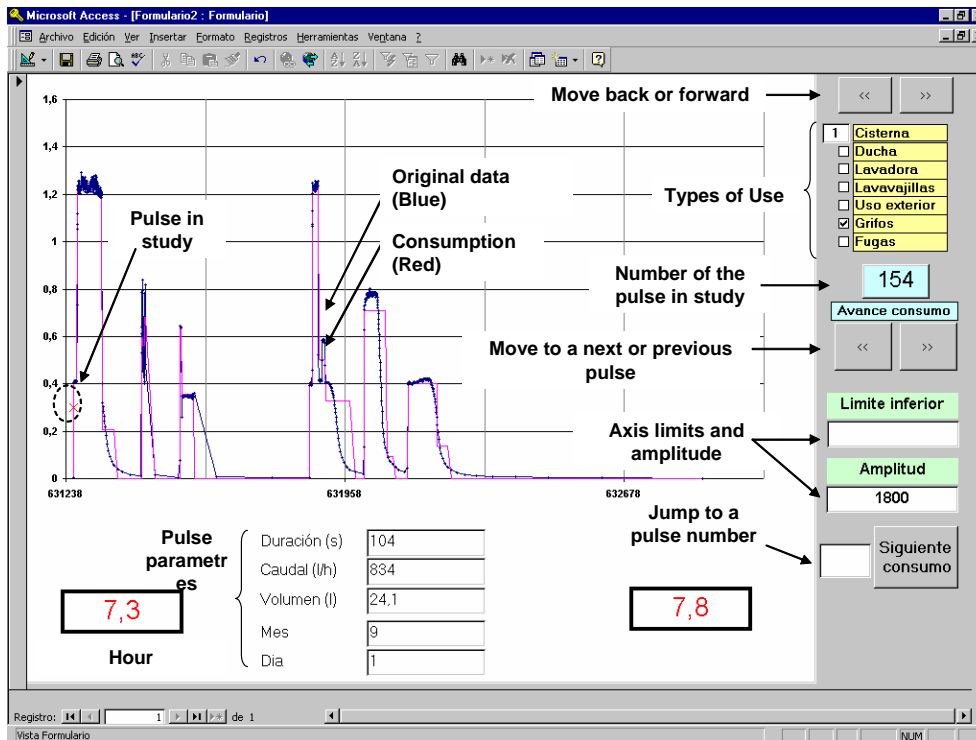 Microsoft Access - [Formulario2 : Formulario]
Archivo Edición Ver Insertar Formato Registros Herramientas Ventana ?
Move back or forward
<< >>
1 Cisterna
Ducha
Lavadora
Lavavajillas
Uso exterior
Grifos
Fugas
Types of Use
1,6
1,4
1,2
1
0,8
0,6
0,4
0,2
0
631238 631958 632678
Pulse in
study
Original data
(Blue)
Consumption
(Red)
Number of the
pulse in study
154
Avance consumo
<< >>
Move to a next or previous
pulse
Limite inferior
Axis limits and
amplitude
Amplitud
1800
Jump to a
pulse number
Siguiente
consumo
Pulse
parametr
es
Duración (s) 104
Caudal (l/h) 834
Volumen (l) 24,1
Mes 9
Dia 1
7,3
Hour
7,8
Registro: 1 de 1
Vista Formulario
NUM